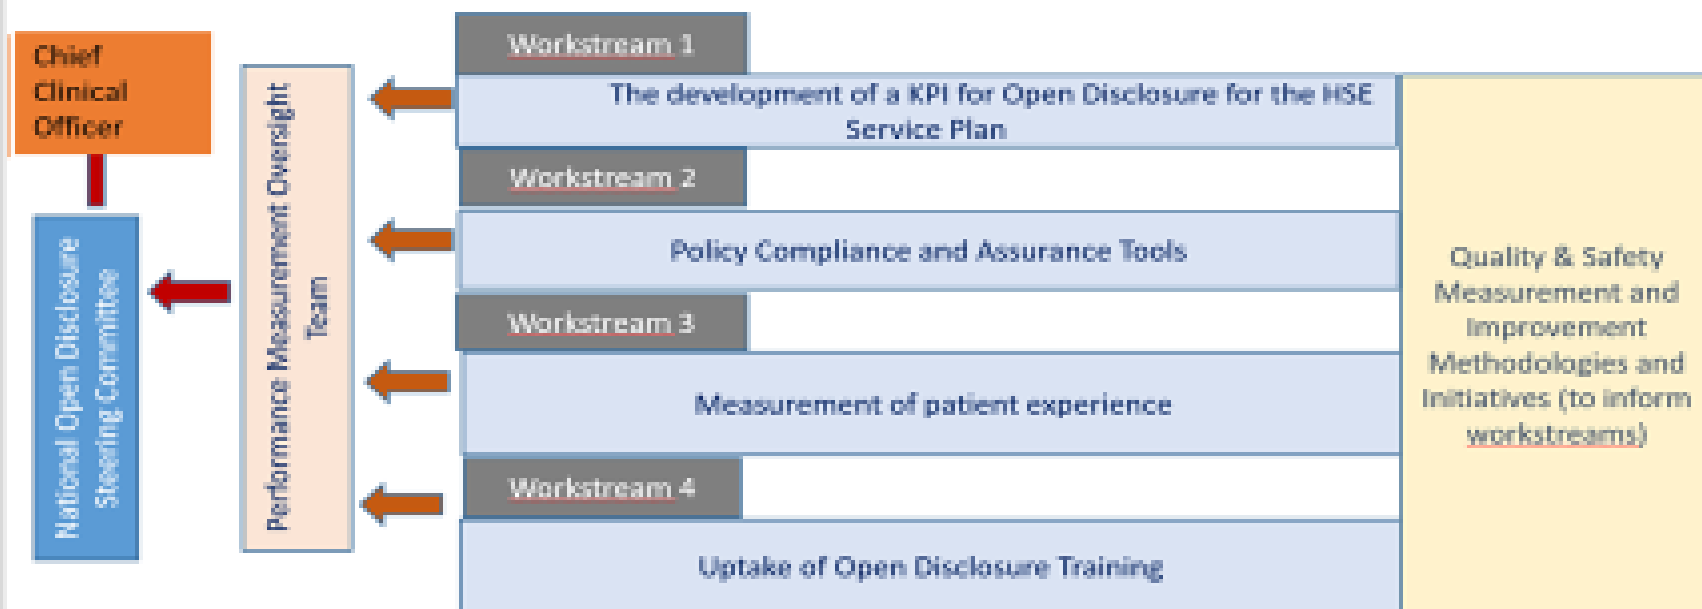 Chief
Clinical
Officer
National Open Disclosure
Steering Committee
Performance Measurement Oversight
Team
Workstream 1
The development of a KPI for Open Disclosure for the HSE
Service Plan
Workstream 2
Policy Compliance and Assurance Tools
Workstream 3
Measurement of patient experience
Workstream 4
Uptake of Open Disclosure Training
Quality & Safety
Measurement and
Improvement
Methodologies and
Initiatives (to inform
workstreams)